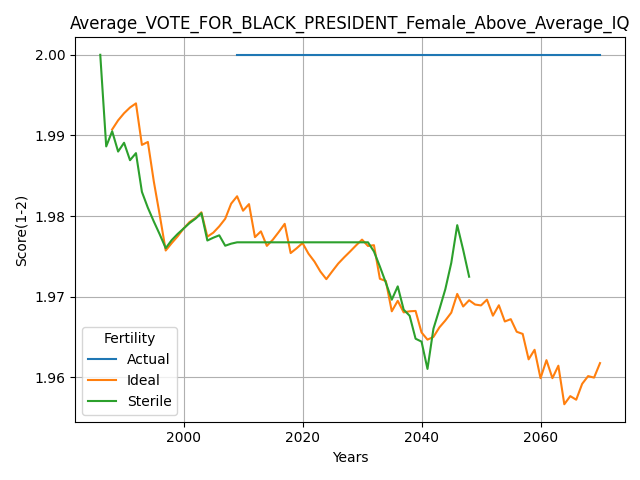 Average_VOTE_FOR_BLACK_PRESIDENT_Female_Above_Average_IQ
2.00
1.99
1.98
1.97
1.96
Score(1-2)
Fertility
Actual
Ideal
Sterile
2000
2020
2040
2060
Years